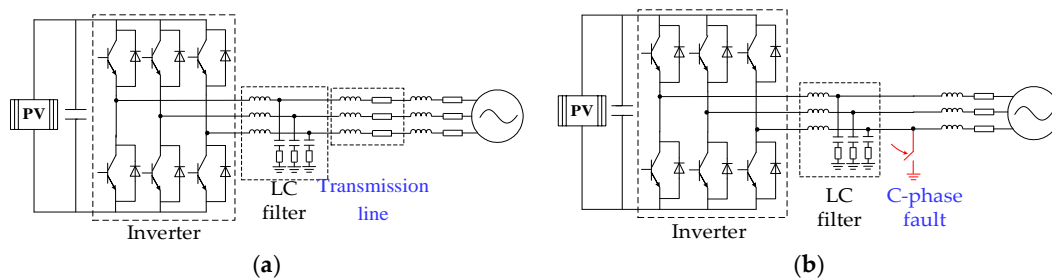 PV
LC
filter
Transmission
line
Inverter
(a)
PV
LC
filter
C-phase
fault
Inverter
(b)